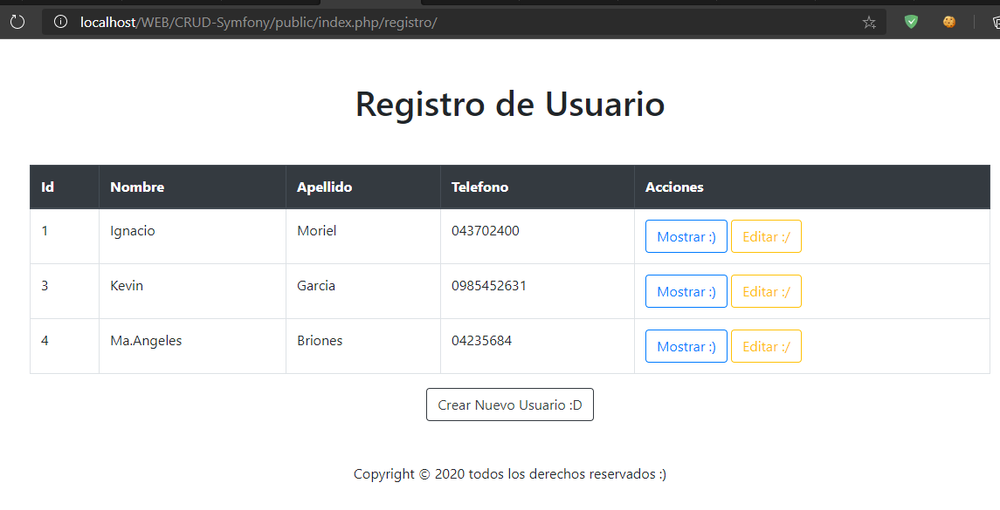 localhost/WEB/CRUD-Symfony/public/index.php/registro/
Registro de Usuario
Id Nombre Apellido Telefono Acciones
1 Ignacio Moriel 043702400 Mostrar :) Editar :/
3 Kevin Garcia 0985452631 Mostrar :) Editar :/
4 Ma.Angeles Briones 04235684 Mostrar :) Editar :/
Crear Nuevo Usuario :D
Copyright © 2020 todos los derechos reservados :)